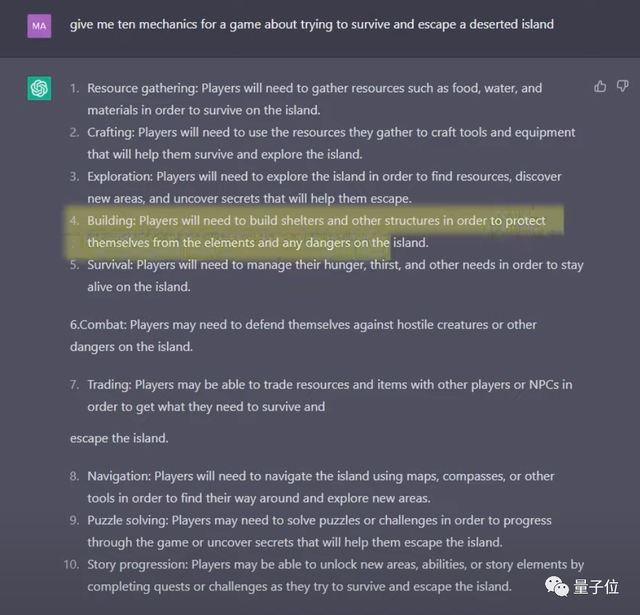 MA
give me ten mechanics for a game about trying to survive and escape a deserted island
1. Resource gathering: Players will need to gather resources such as food, water, and
materials in order to survive on the island.
2. Crafting: Players will need to use the resources they gather to craft tools and equipment
that will help them survive and explore the island.
3. Exploration: Players will need to explore the island in order to find resources, discover
new areas, and uncover secrets that will help them escape.
4. Building: Players will need to build shelters and other structures in order to protect
themselves from the elements and any dangers on the island.
5. Survival: Players will need to manage their hunger, thirst, and other needs in order to stay
alive on the island.
6.Combat: Players may need to defend themselves against hostile creatures or other
dangers on the island.
7. Trading: Players may be able to trade resources and items with other players or NPCs in
order to get what they need to survive and
escape the island.
8. Navigation: Players will need to navigate the island using maps, compasses, or other
tools in order to find their way around and explore new areas.
9. Puzzle solving: Players may need to solve puzzles or challenges in order to progress
through the game or uncover secrets that will help them escape the island.
10. Story progression: Players may be able to unlock new areas, abilities, or story elements by
completing quests or challenges as they try to survive and escape the island.
量子位